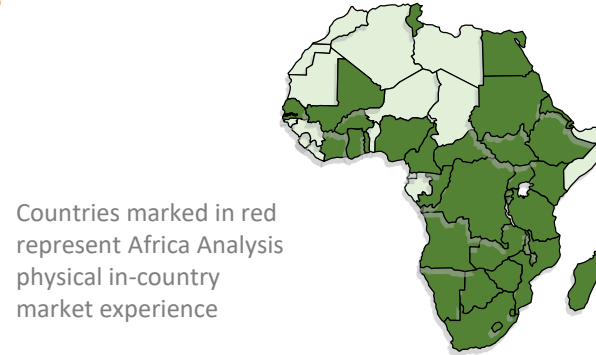 Countries marked in red
represent Africa Analysis
physical in-country
market experience